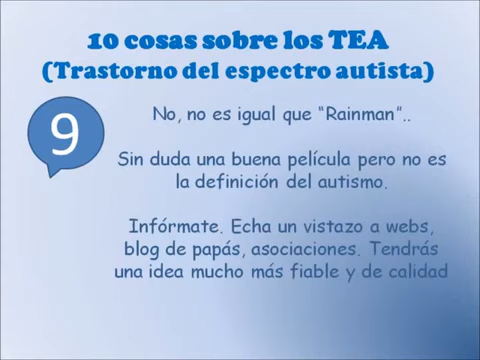 10 cosas sobre los TEA
(Trastorno del espectro autista)
9
No, no es igual que “Rainman”..
Sin duda una buena película pero no es
la definición del autismo.
Infórmate. Echa un vistazo a webs,
blog de papás, asociaciones. Tendrás
una idea mucho más fiable y de calidad